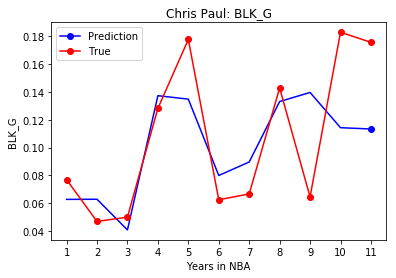 Chris Paul: BLK_G
Prediction
True
0.18
0.16
0.14
0.12
0.10
0.08
0.06
0.04
BLK_G
1 2 3 4 5 6 7 8 9 10 11
Years in NBA